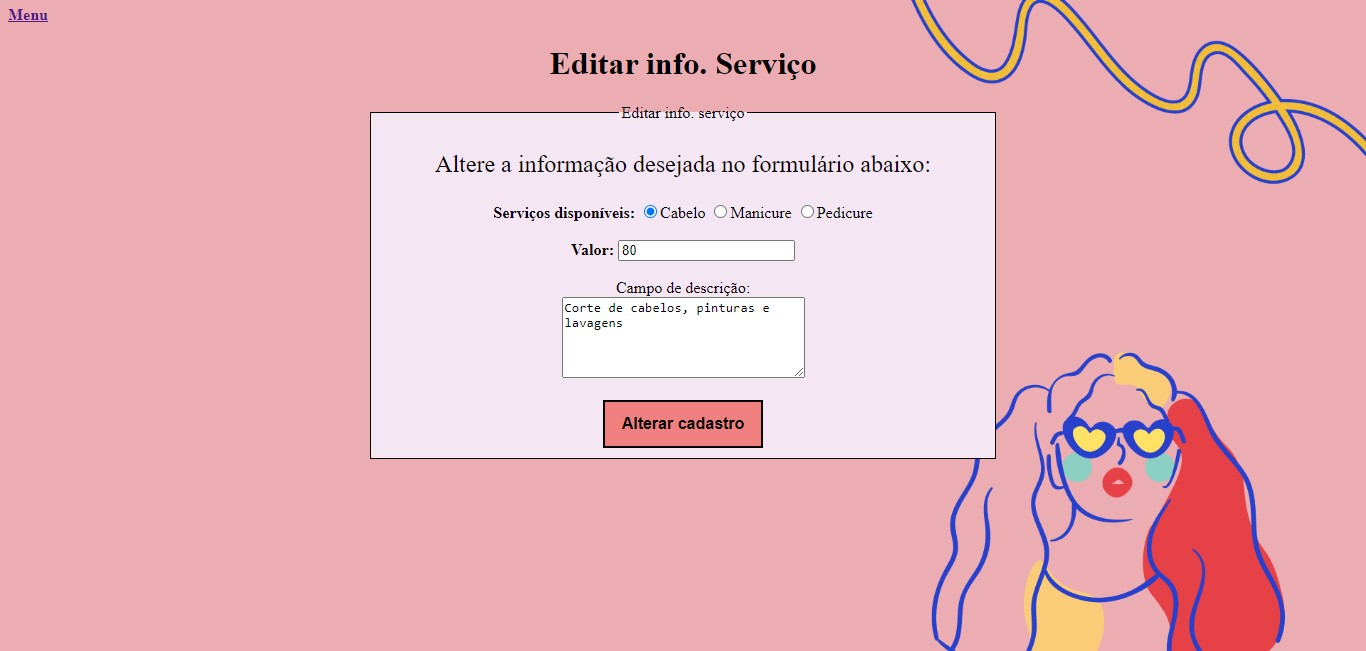 Menu
Editar info. Serviço
Editar info. serviço
Altere a informação desejada no formulário abaixo:
Serviços disponíveis: Cabelo Manicure Pedicure
Valor: 80
Campo de descrição:
Corte de cabelos, pinturas e
lavagens
Alterar cadastro